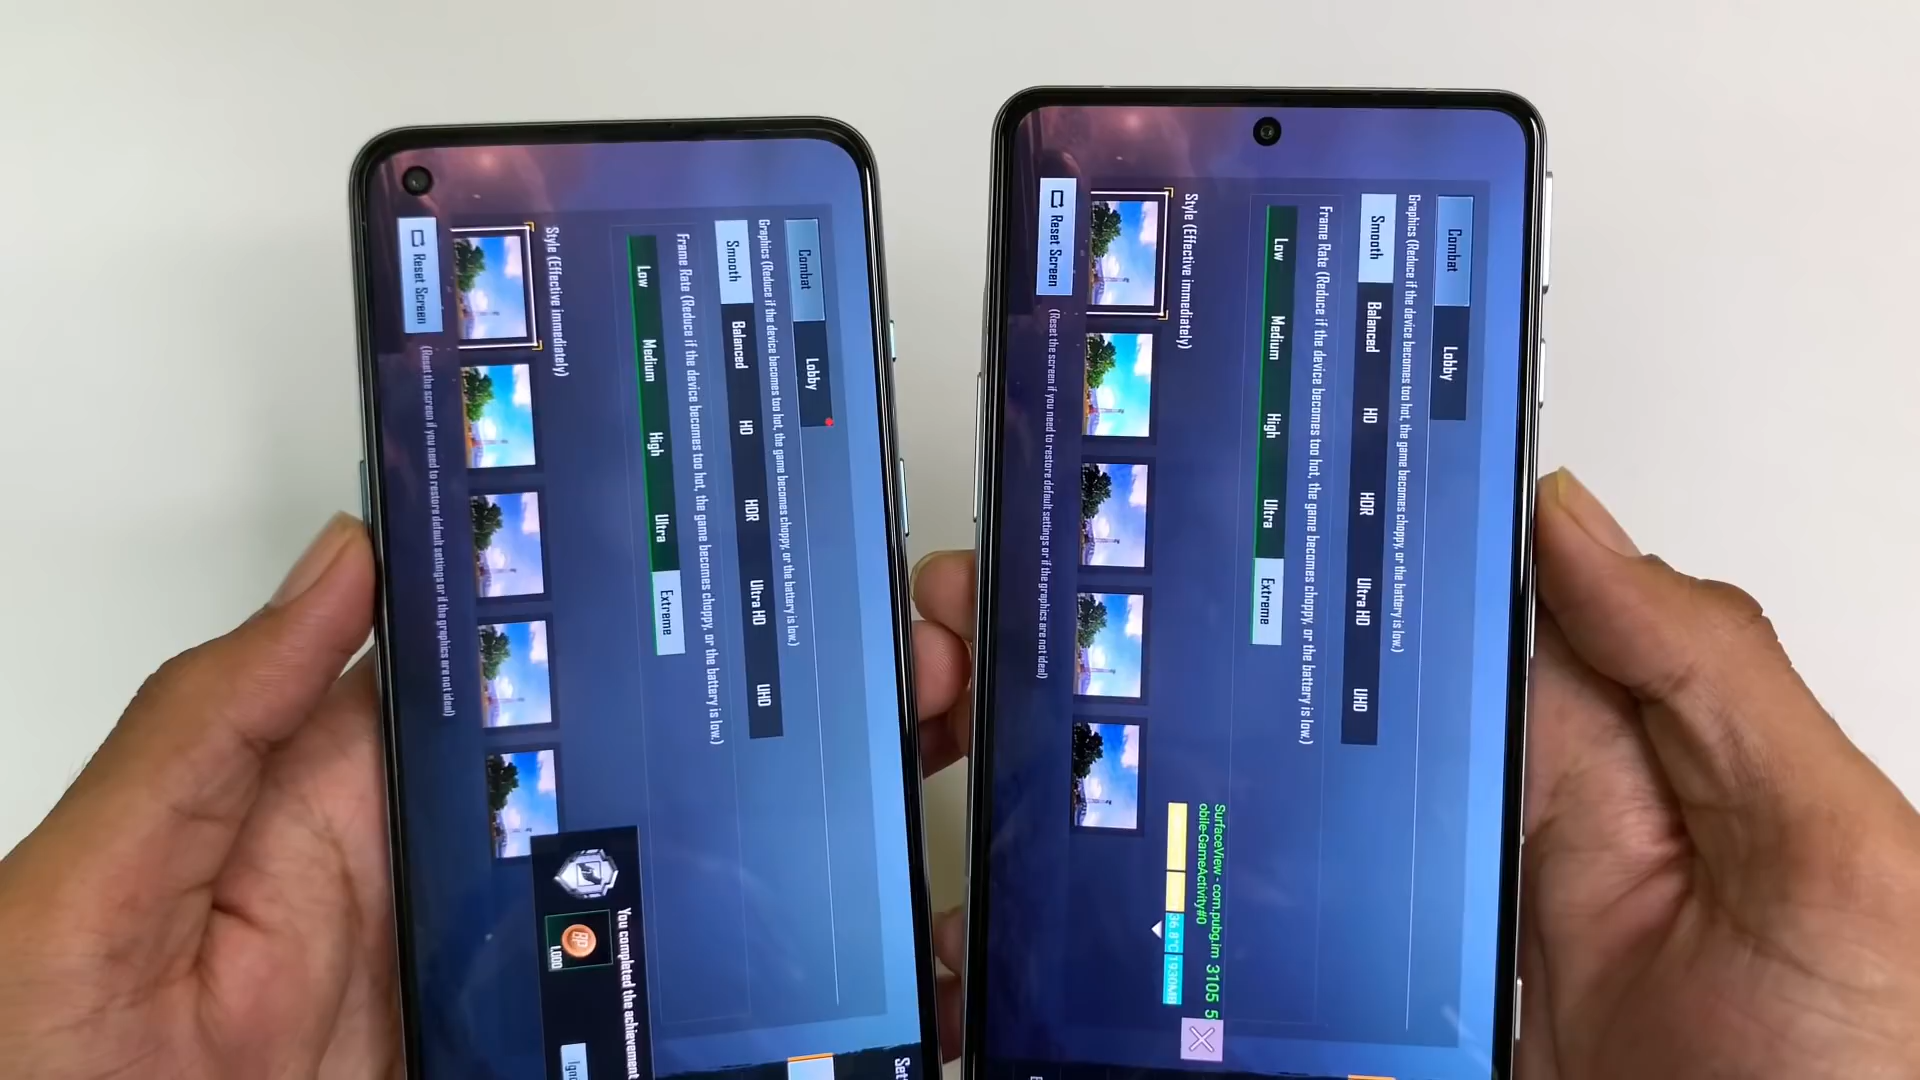 Combat Lobby
Graphics (Reduce if the device becomes too hot, the game becomes choppy, or the battery is low.)
Smooth Balanced HD HDR Ultra HD UHD
Frame Rate (Reduce if the device becomes too hot, the game becomes choppy, or the battery is low.)
Low Medium High Ultra Extreme
Style (Effective immediately)
Reset Screen (Reset the screen if you need to restore default settings or if the graphics are not ideal)
You completed the achievement
BP
1,000
Combat Lobby
Graphics (Reduce if the device becomes too hot, the game becomes choppy, or the battery is low.)
Smooth Balanced HD HDR Ultra HD UHD
Frame Rate (Reduce if the device becomes too hot, the game becomes choppy, or the battery is low.)
Low Medium High Ultra Extreme
Style (Effective immediately)
Reset Screen (Reset the screen if you need to restore default settings or if the graphics are not ideal)
SurfaceView - com.pubg.im 3105 5
obile-GameActivity#0
36.8°C 1930MB